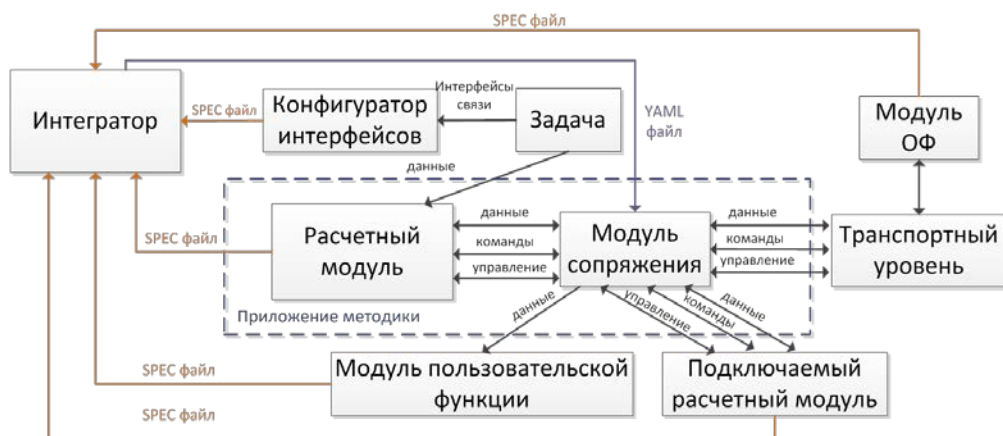 SPEC файл
Интегратор
SPEC файл
Конфигуратор
интерфейсов
Интерфейсы
связи
Задача
YAML
файл
Модуль
ОФ
данные
SPEC файл
Расчетный
модуль
данные
команды
управление
Модуль
сопряжения
данные
команды
управление
Транспортный
уровень
Приложение методики
данные
управление
команды
данные
SPEC файл
Модуль пользовательской
функции
Подключаемый
расчетный модуль
SPEC файл